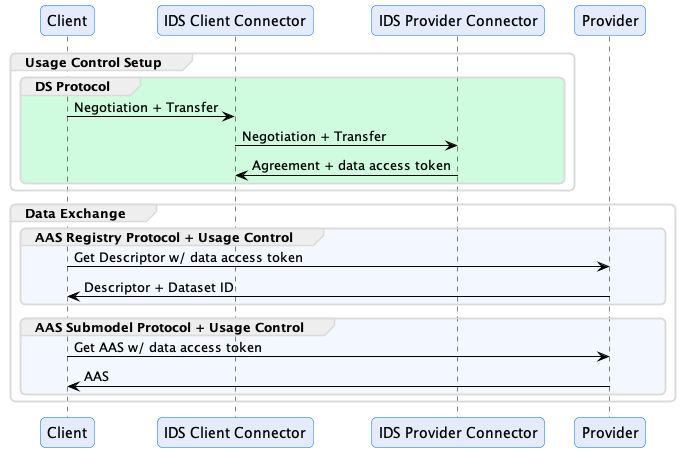 Client
IDS Client Connector
IDS Provider Connector
Provider
Usage Control Setup
DS Protocol
Negotiation + Transfer
Negotiation + Transfer
Agreement + data access token
Data Exchange
AAS Registry Protocol + Usage Control
Get Descriptor w/ data access token
Descriptor + Dataset ID
AAS Submodel Protocol + Usage Control
Get AAS w/ data access token
AAS
Client
IDS Client Connector
IDS Provider Connector
Provider